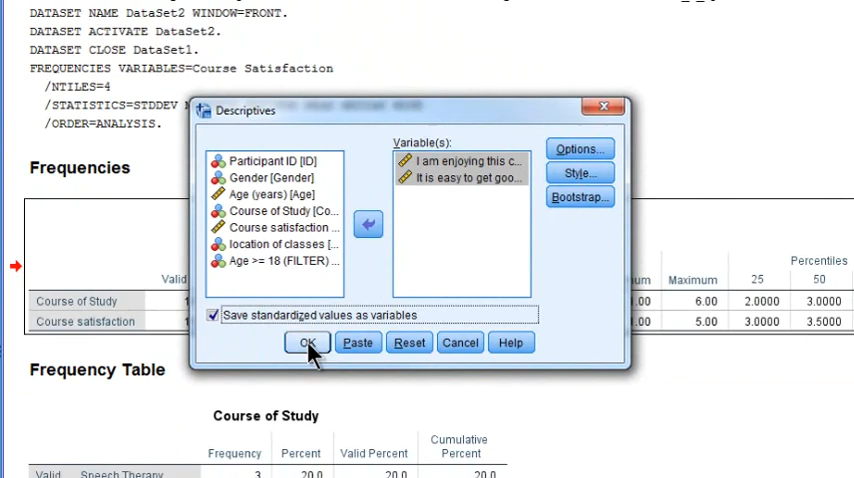 DATASET NAME DataSet2 WINDOW=FRONT.
DATASET ACTIVATE DataSet2.
DATASET CLOSE DataSet1.
FREQUENCIES VARIABLES=Course Satisfaction
/NTILES=4
/STATISTICS=STDDEV
/ORDER=ANALYSIS.
Descriptives
Participant ID [ID]
Gender [Gender]
Age (years) [Age]
Course of Study [Co...
Course satisfaction ...
location of classes [...
Age >= 18 (FILTER) ...
Variable(s):
I am enjoying this c...
It is easy to get goo...
Options...
Style...
Bootstrap...
Save standardized values as variables
OK
Paste
Reset
Cancel
Help
Frequencies
Percentiles
Valid Maximum 25 50
Course of Study 6.00 2.0000 3.0000
Course satisfaction 5.00 3.0000 3.5000
Frequency Table
Course of Study
Frequency Percent Valid Percent Cumulative Percent
Valid Speech Therapy 3 20.0 20.0 20.0